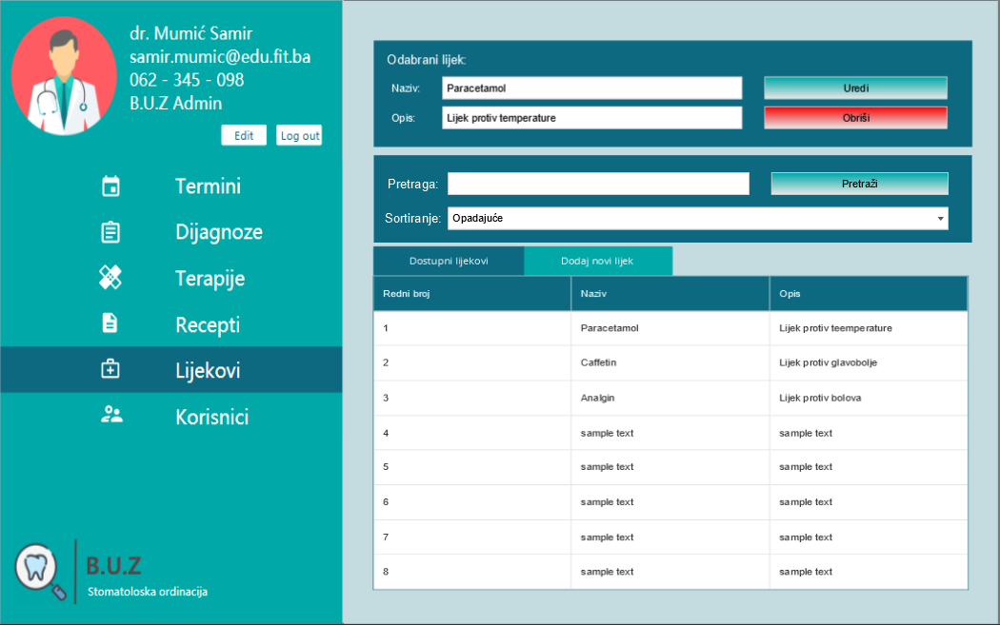 dr. Mumić Samir
samir.mumic@edu.fit.ba
062 - 345 - 098
B.U.Z Admin
Edit Log out
Termini
Dijagnoze
Terapije
Recepti
Lijekovi
Korisnici
B.U.Z
Stomatoloska ordinacija
Odabrani lijek:
Naziv: Paracetamol Uredi
Opis: Lijek protiv temperature Obriši
Pretraga: Pretraži
Sortiranje: Opadajuće
Dostupni lijekovi Dodaj novi lijek
Redni broj Naziv Opis
1 Paracetamol Lijek protiv teemperature
2 Caffetin Lijek protiv glavobolje
3 Analgin Lijek protiv bolova
4 sample text sample text
5 sample text sample text
6 sample text sample text
7 sample text sample text
8 sample text sample text